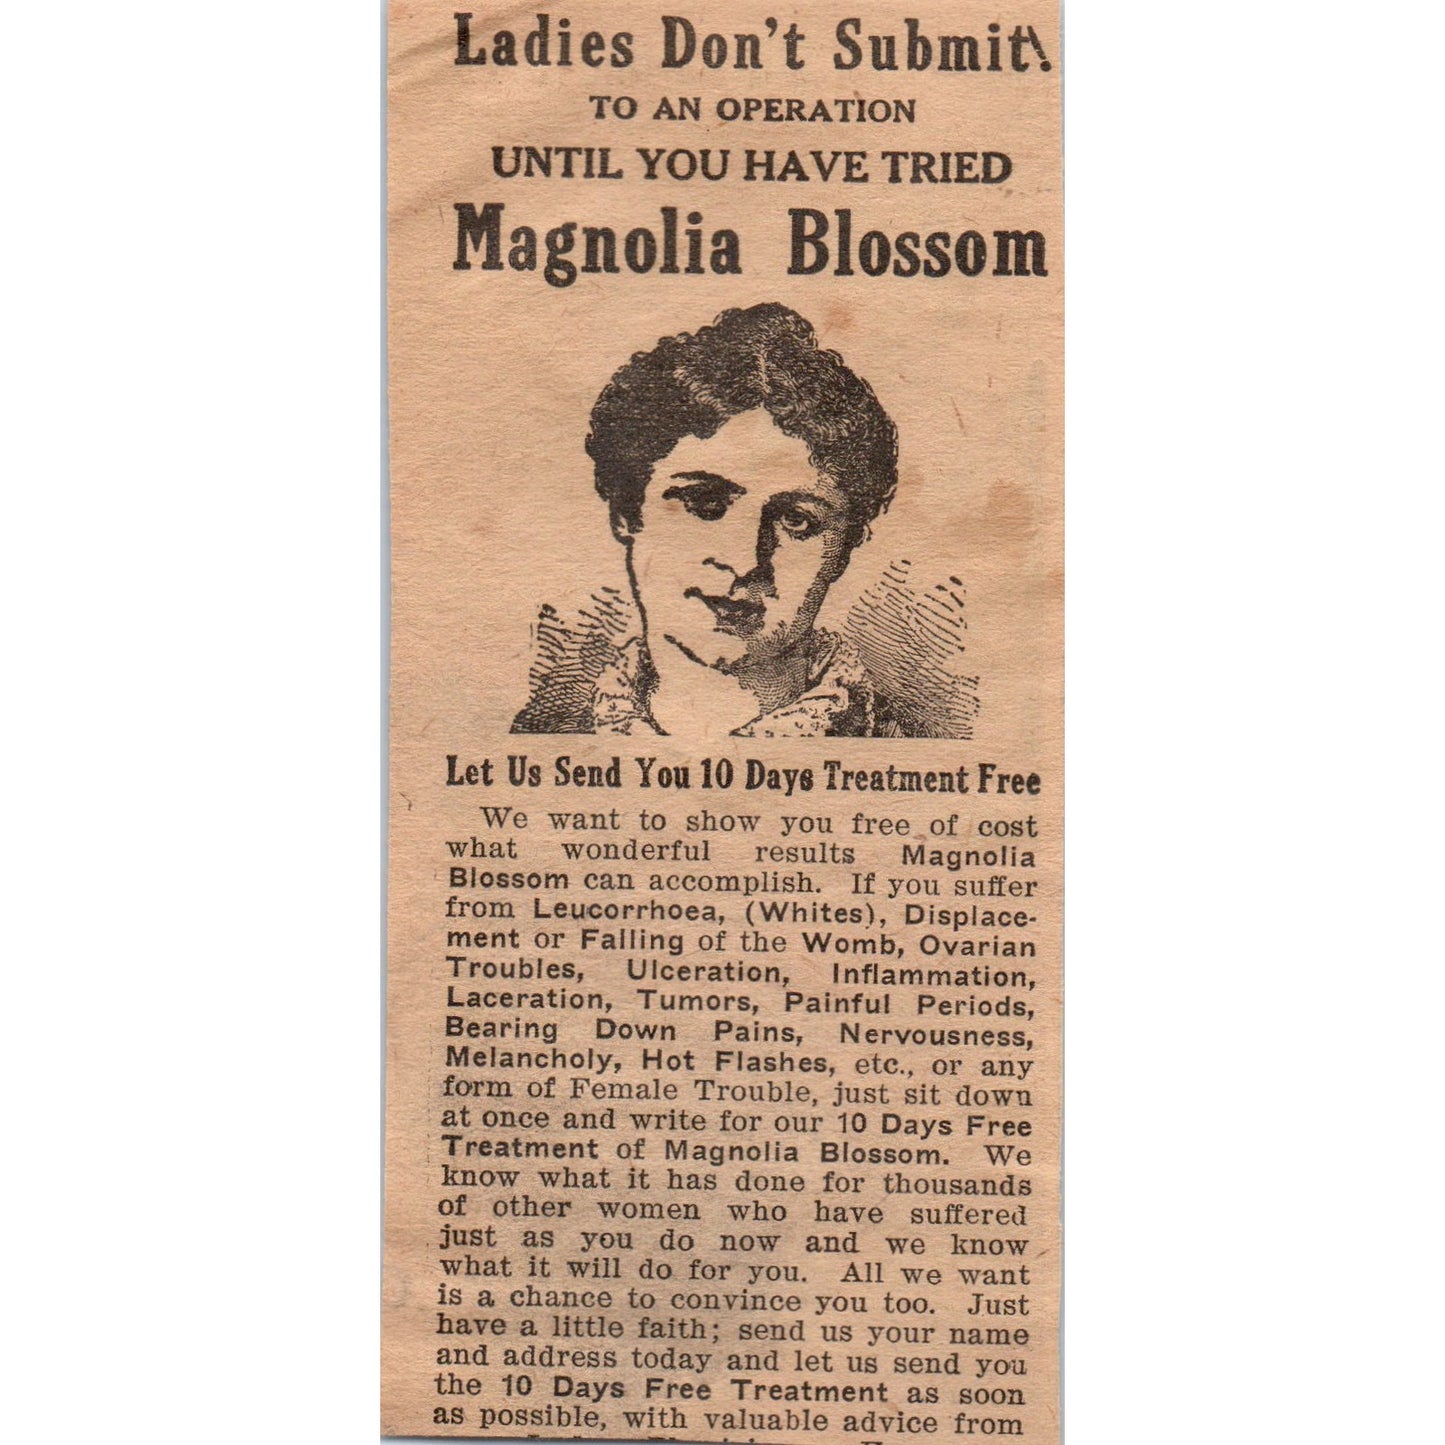 Ladies Don't Submit!
TO AN OPERATION
UNTIL YOU HAVE TRIED
Magnolia Blossom
Let Us Send You 10 Days Treatment Free
We want to show you free of cost
what wonderful results Magnolia
Blossom can accomplish. If you suffer
from Leucorrhoea, (Whites), Displace-
ment or Falling of the Womb, Ovarian
Troubles, Ulceration, Inflammation,
Laceration, Tumors, Painful Periods,
Bearing Down Pains, Nervousness,
Melancholy, Hot Flashes, etc., or any
form of Female Trouble, just sit down
at once and write for our 10 Days Free
Treatment of Magnolia Blossom. We
know what it has done for thousands
of other women who have suffered
just as you do now and we know
what it will do for you. All we want
is a chance to convince you too. Just
have a little faith; send us your name
and address today and let us send you
the 10 Days Free Treatment as soon
as possible, with valuable advice from